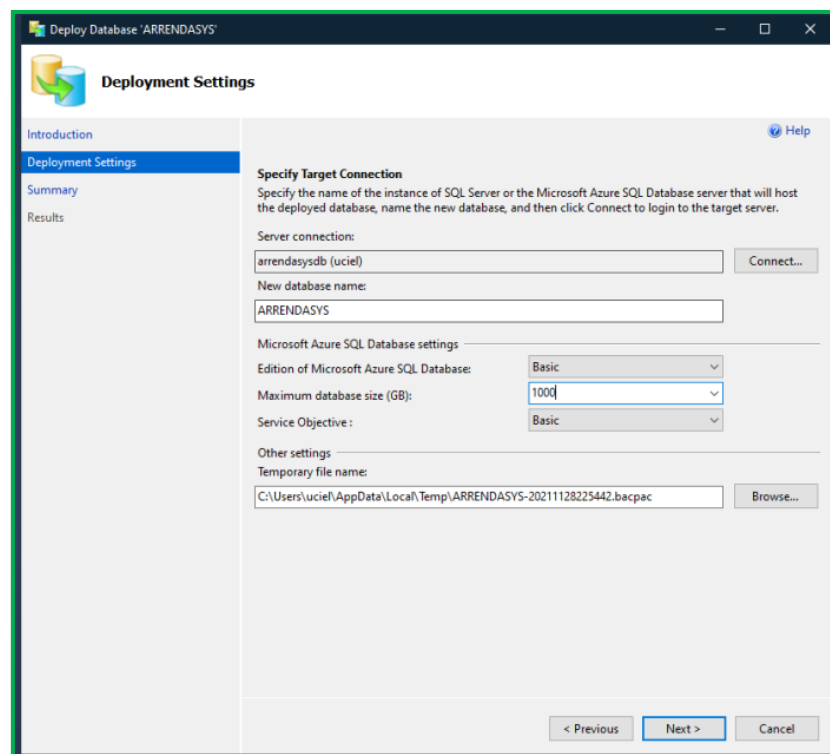 Deploy Database 'ARRENDASYS'
Deployment Settings
Help
Introduction
Deployment Settings
Summary
Results
Specify Target Connection
Specify the name of the instance of SQL Server or the Microsoft Azure SQL Database server that will host
the deployed database, name the new database, and then click Connect to login to the target server.
Server connection:
arrendasysdb (uciel)
Connect...
New database name:
ARRENDASYS
Microsoft Azure SQL Database settings
Edition of Microsoft Azure SQL Database:
Basic
Maximum database size (GB):
1000
Service Objective :
Basic
Other settings
Temporary file name:
C:\Users\uciel\AppData\Local\Temp\ARRENDASYS-20211128225442.bacpac
Browse...
< Previous
Next >
Cancel